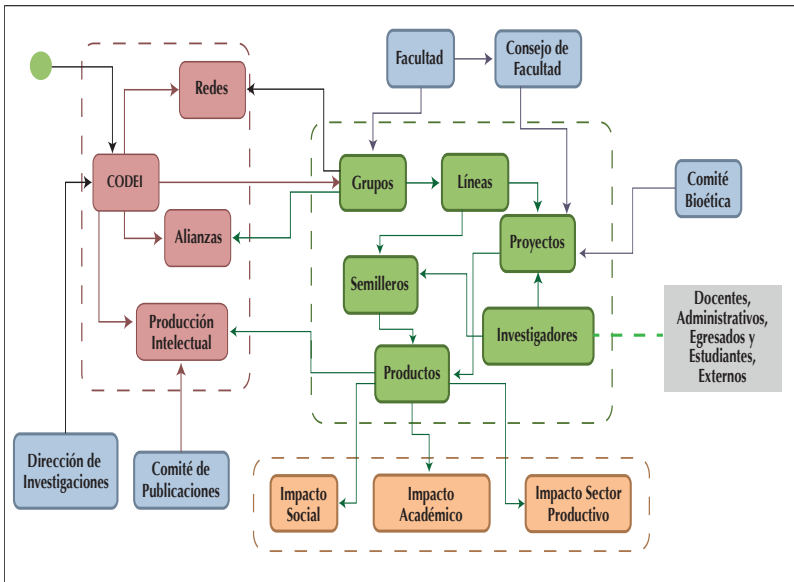 Facultad
Consejo de
Facultad
Redes
CODEI
Grupos
Líneas
Comité
Bioética
Alianzas
Proyectos
Semilleros
Producción
Intelectual
Investigadores
Docentes,
Administrativos,
Egresados y
Estudiantes,
Externos
Productos
Dirección de
Investigaciones
Comité de
Publicaciones
Impacto
Social
Impacto
Académico
Impacto Sector
Productivo